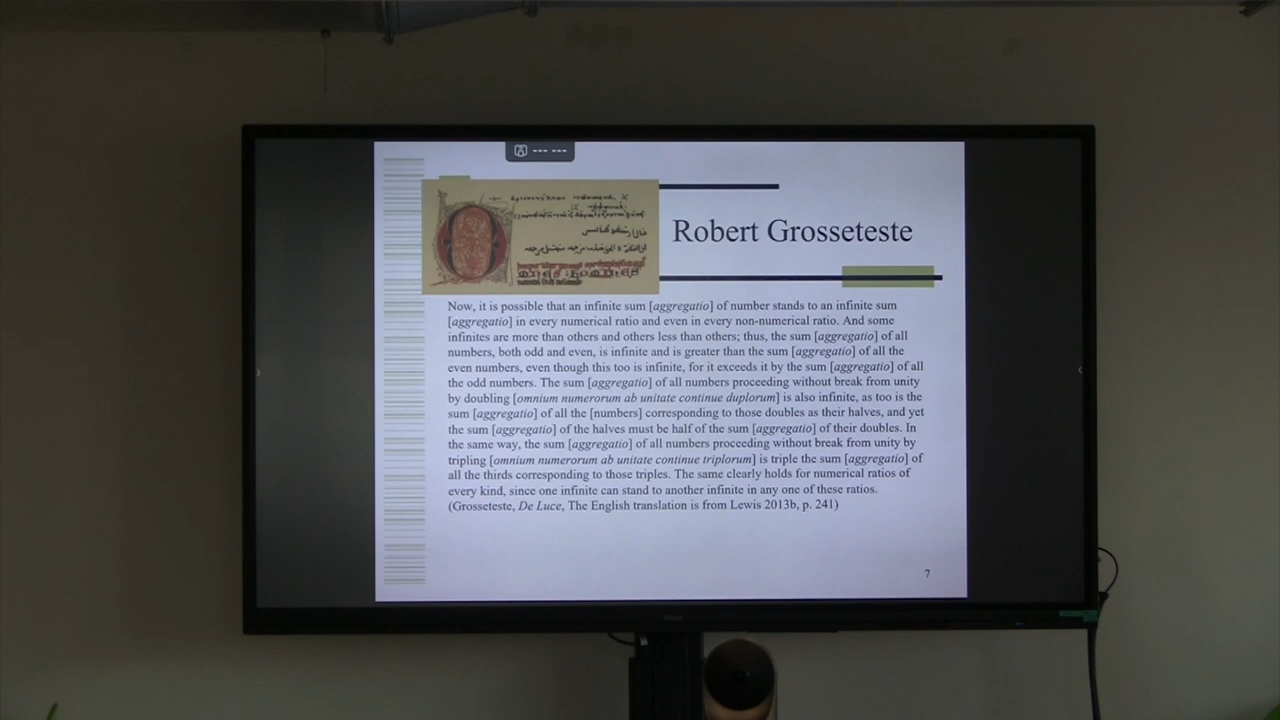 Robert Grosseteste
Now, it is possible that an infinite sum [aggregatio] of number stands to an infinite sum
[aggregatio] in every numerical ratio and even in every non-numerical ratio. And some
infinites are more than others and others less than others; thus, the sum [aggregatio] of all
numbers, both odd and even, is infinite and is greater than the sum [aggregatio] of all the
even numbers, even though this too is infinite, for it exceeds it by the sum [aggregatio] of all
the odd numbers. The sum [aggregatio] of all numbers proceeding without break from unity
by doubling [omnium numerorum ab unitate continue duplorum] is also infinite, as too is the
sum [aggregatio] of all the [numbers] corresponding to those doubles as their halves, and yet
the sum [aggregatio] of the halves must be half of the sum [aggregatio] of their doubles. In
the same way, the sum [aggregatio] of all numbers proceeding without break from unity by
tripling [omnium numerorum ab unitate continue triplorum] is triple the sum [aggregatio] of
all the thirds corresponding to those triples. The same clearly holds for numerical ratios of
every kind, since one infinite can stand to another infinite in any one of these ratios.
(Grosseteste, De Luce, The English translation is from Lewis 2013b, p. 241)
7